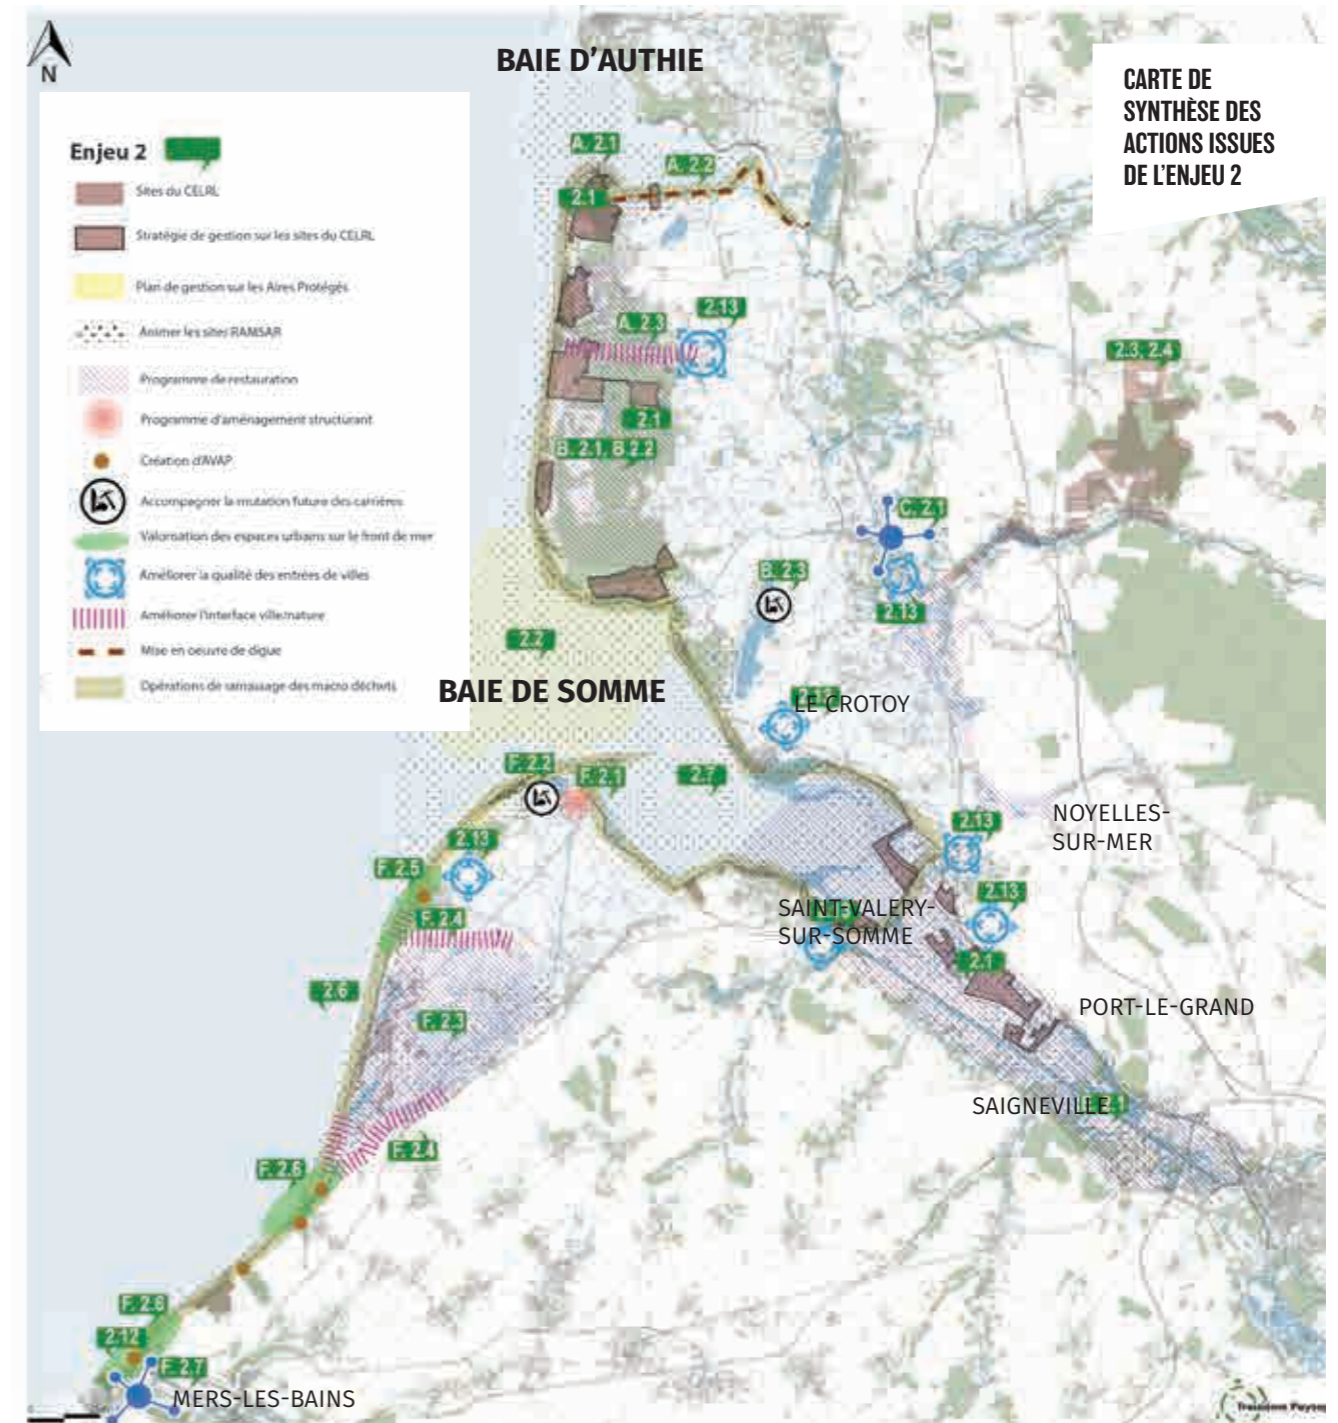 N
BAIE D'AUTHIE
CARTE DE
SYNTHÈSE DES
ACTIONS ISSUES
DE L'ENJEU 2
Enjeu 2
Sites du CELRL
Stratégie de gestion sur les sites du CELRL
Plan de gestion sur les Aires Protégés
Animer les sites RAMSAR
Programme de restauration
Programme d'aménagement structurant
Création d'AVAP
Accompagner la mutation future des carrières
Valorisation des espaces urbains sur le front de mer
Améliorer la qualité des entrées de villes
Améliorer l'interface ville/nature
Mise en oeuvre de digue
Opérations de ramassage des macro déchets
A. 2.1
A. 2.2
2.1
2.13
A. 2.3
2.3, 2.4
2.1
B. 2.1, B 2.2
C. 2.1
B. 2.3
2.13
2.2
BAIE DE SOMME
LE CROTOY
F. 2.2
F. 2.1
2.7
NOYELLES-
SUR-MER
2.13
2.13
F. 2.5
2.13
SAINT-VALERY-
SUR-SOMME
F. 2.4
2.1
2.6
PORT-LE-GRAND
F. 2.3
SAIGNEVILLE
F. 2.4
F. 2.6
F. 2.6
2.12
F. 2.7
MERS-LES-BAINS